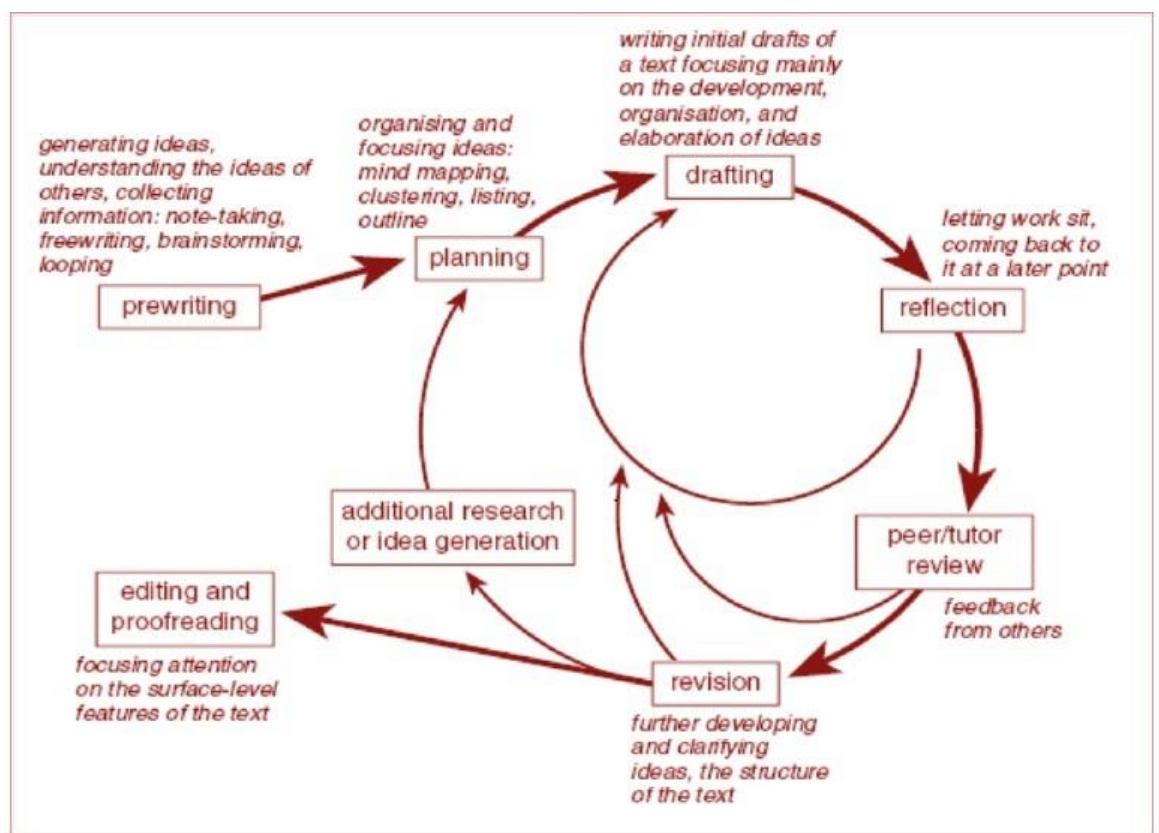 generating ideas,
understanding the ideas of
others, collecting
information: note-taking,
freewriting, brainstorming,
looping
prewriting
organising and
focusing ideas:
mind mapping,
clustering, listing,
outline
planning
writing initial drafts of
a text focusing mainly
on the development,
organisation, and
elaboration of ideas
drafting
letting work sit,
coming back to
it at a later point
reflection
peer/tutor
review
feedback
from others
revision
further developing
and clarifying
ideas, the structure
of the text
additional research
or idea generation
editing and
proofreading
focusing attention
on the surface-level
features of the text